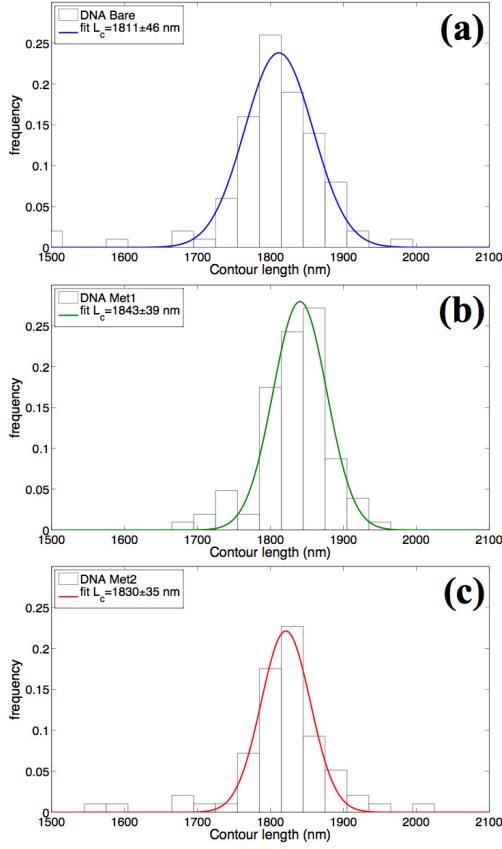 DNA Bare
fit L_c=1811±46 nm
(a)
0.25
0.2
0.15
0.1
0.05
0
frequency
1500 1600 1700 1800 1900 2000 2100
Contour length (nm)
DNA Met1
fit L_c=1843±39 nm
(b)
0.25
0.2
0.15
0.1
0.05
0
frequency
1500 1600 1700 1800 1900 2000 2100
Contour length (nm)
DNA Met2
fit L_c=1830±35 nm
(c)
0.25
0.2
0.15
0.1
0.05
0
frequency
1500 1600 1700 1800 1900 2000 2100
Contour length (nm)